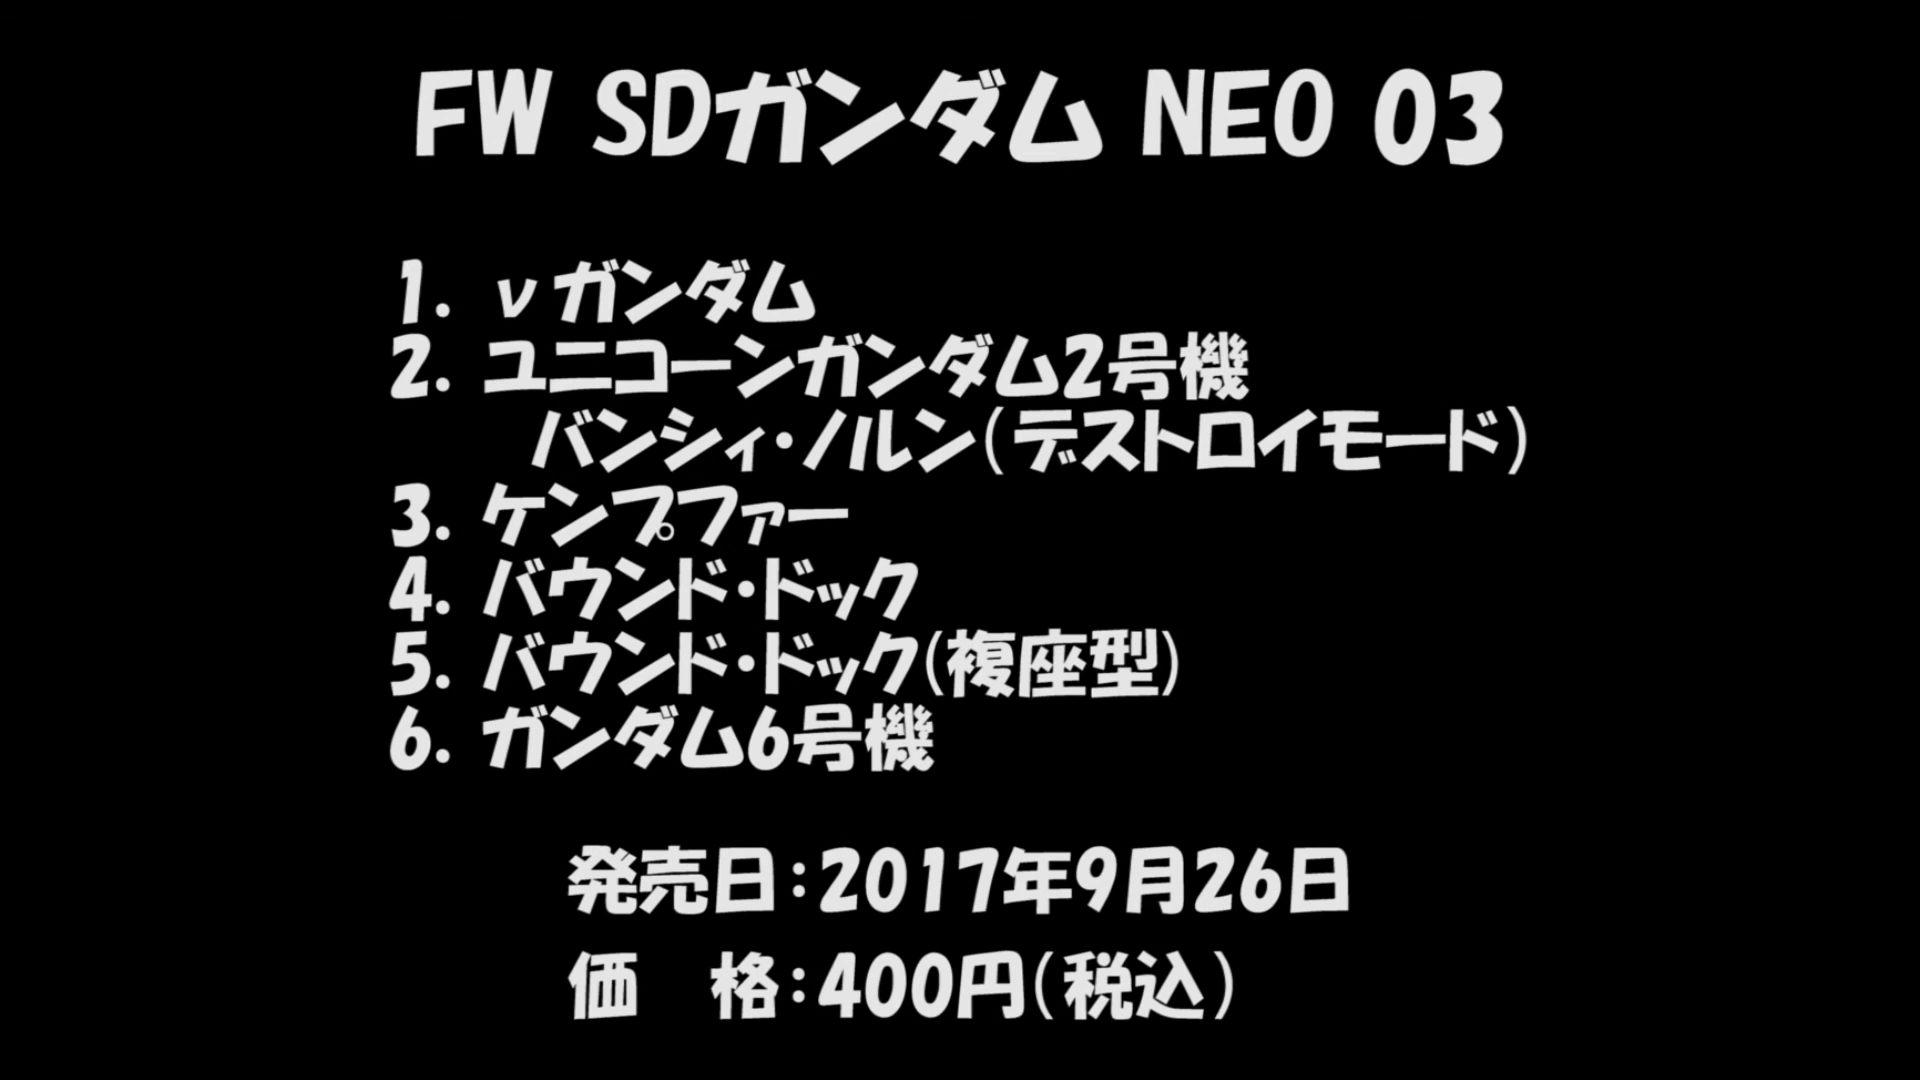 FW SDガンダム NEO 03
1. νガンダム
2. ユニコーンガンダム2号機
バンシィ・ノルン(デストロイモード)
3. ケンプファー
4. バウンド・ドック
5. バウンド・ドック(複座型)
6. ガンダム6号機
発売日:2017年9月26日
価　格:400円(税込)